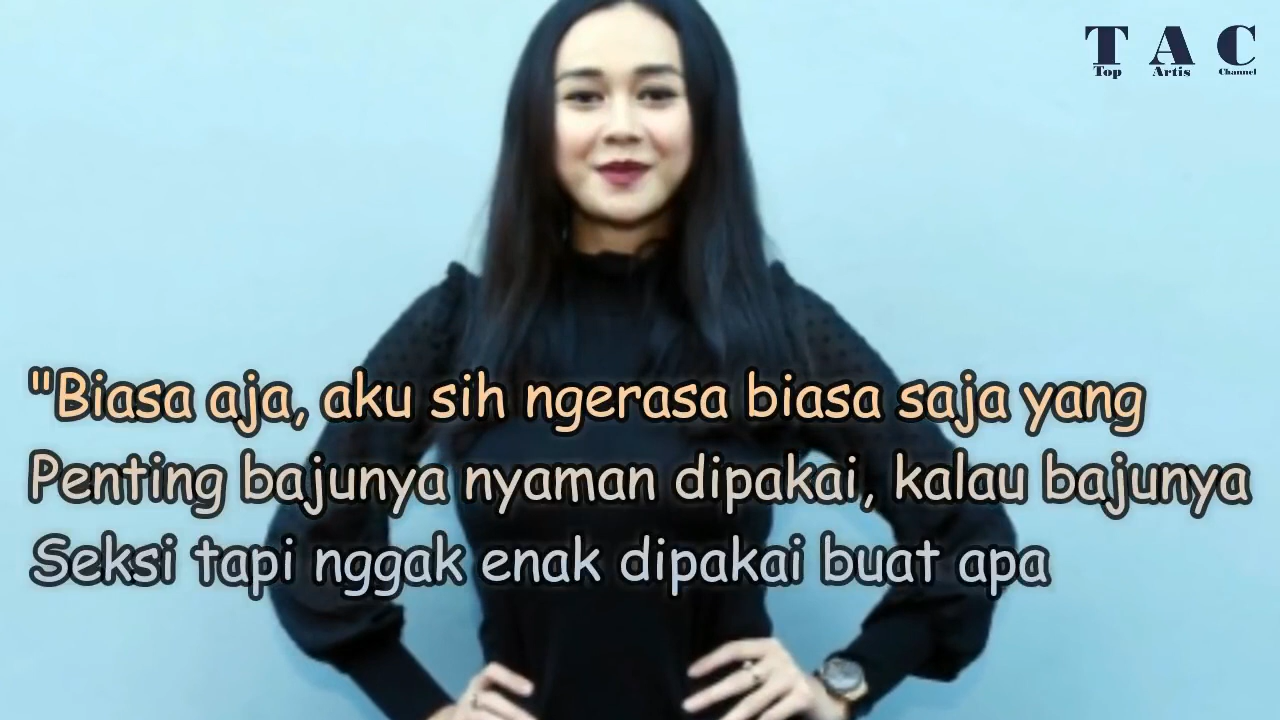 T A C
Top Artis Channel
"Biasa aja, aku sih ngerasa biasa saja yang
Penting bajunya nyaman dipakai, kalau bajunya
Seksi tapi nggak enak dipakai buat apa